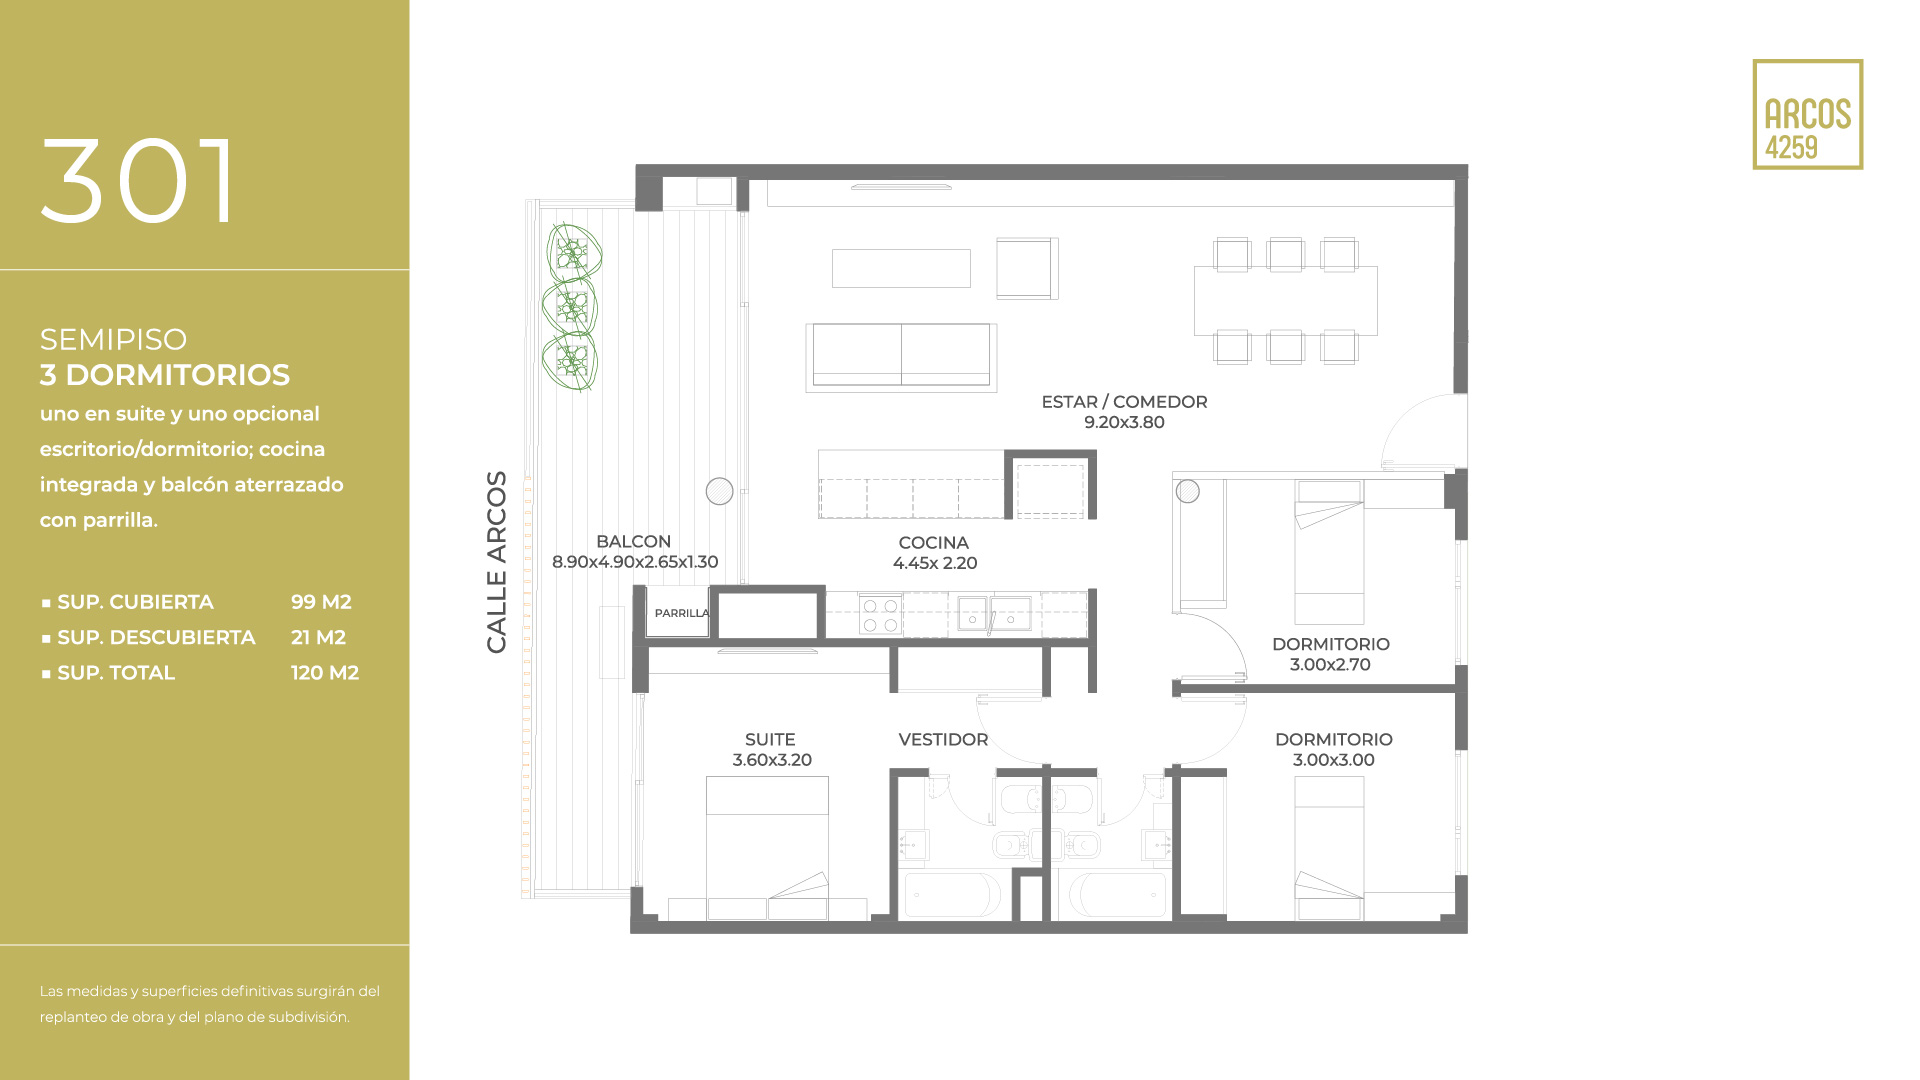 301
SEMIPISO
3 DORMITORIOS
uno en suite y uno opcional
escritorio/dormitorio; cocina
integrada y balcón aterrazado
con parrilla.
SUP. CUBIERTA 99 M2
SUP. DESCUBIERTA 21 M2
SUP. TOTAL 120 M2
Las medidas y superficies definitivas surgirán del
replanteo de obra y del plano de subdivisión.
CALLE ARCOS
ESTAR / COMEDOR
9.20x3.80
BALCON
8.90x4.90x2.65x1.30
COCINA
4.45x 2.20
PARRILLA
DORMITORIO
3.00x2.70
SUITE
3.60x3.20
VESTIDOR
DORMITORIO
3.00x3.00
ARCOS
4259